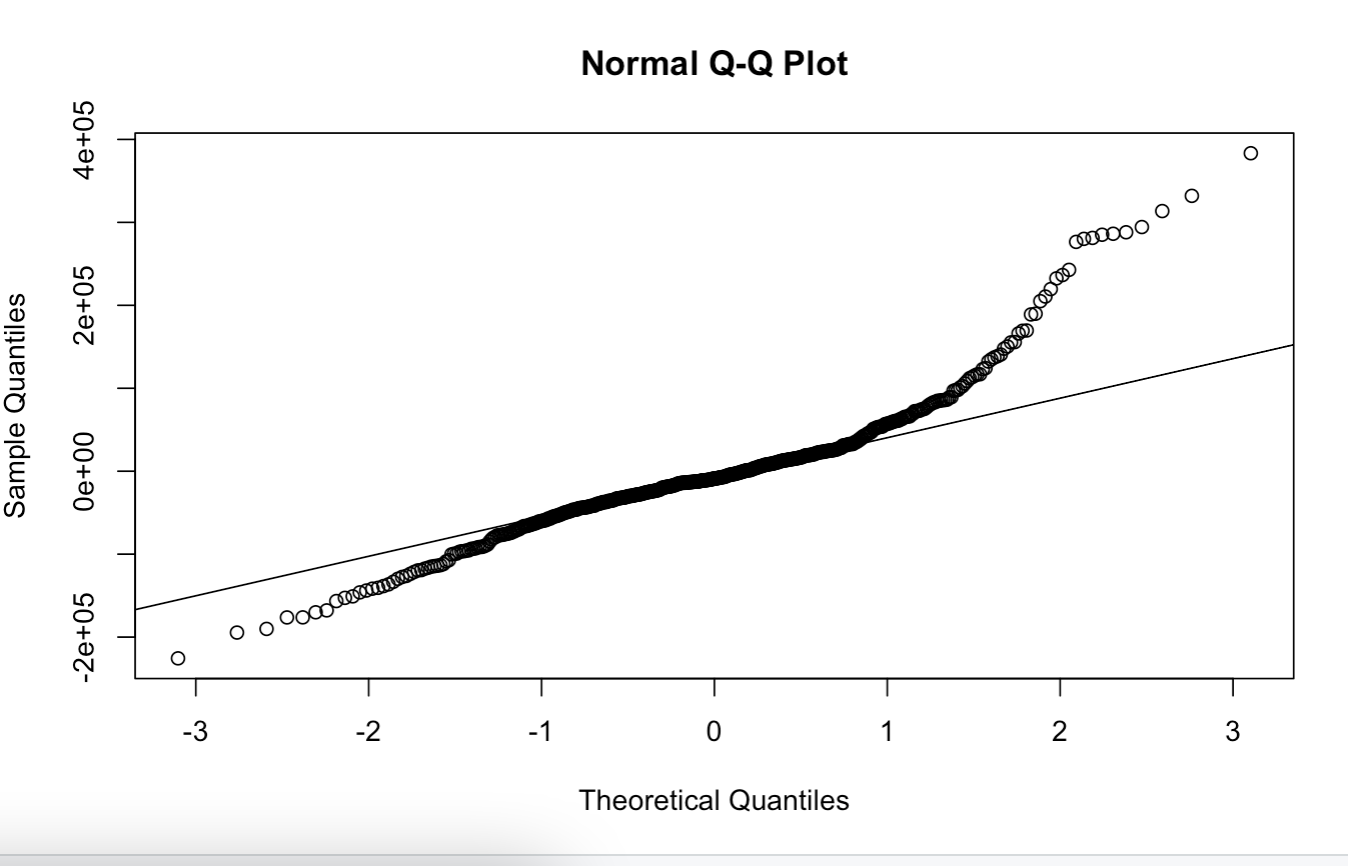 Normal Q-Q Plot
Sample Quantiles
4e+05
2e+05
0e+00
-2e+05
-3 -2 -1 0 1 2 3
Theoretical Quantiles